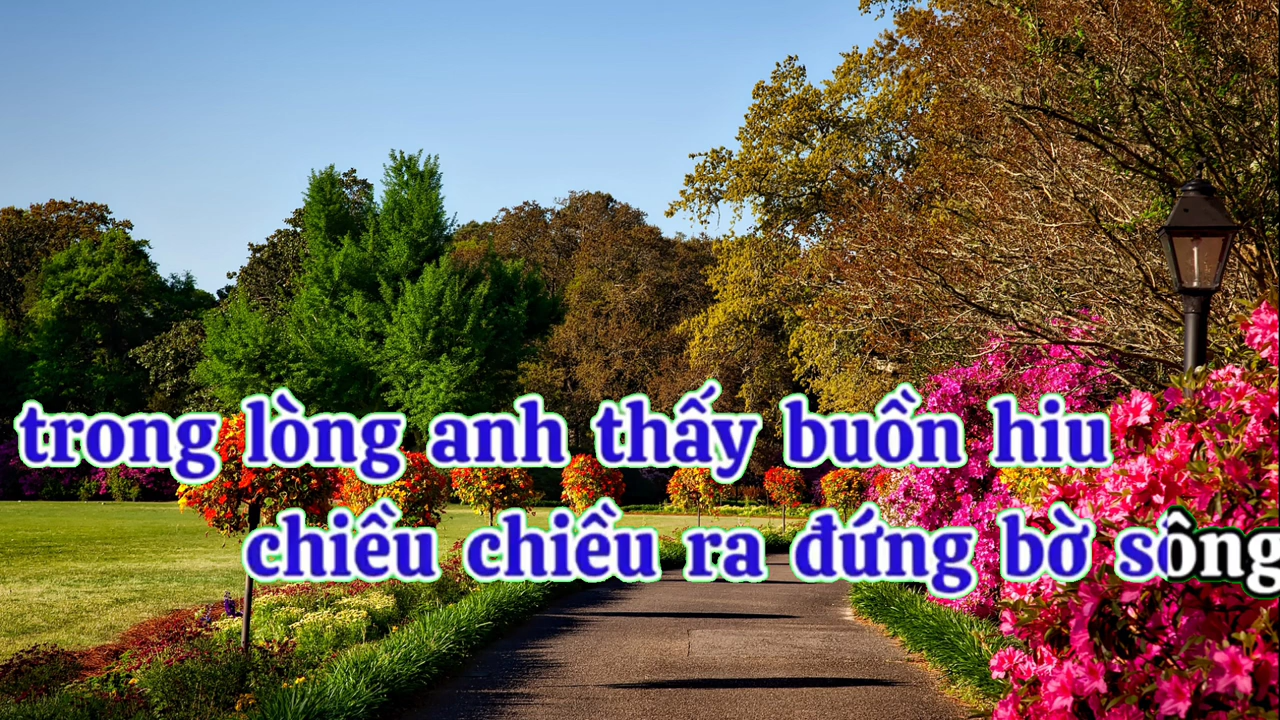 trong lòng anh thấy buồn hiu
chiều chiều ra đứng bờ sông